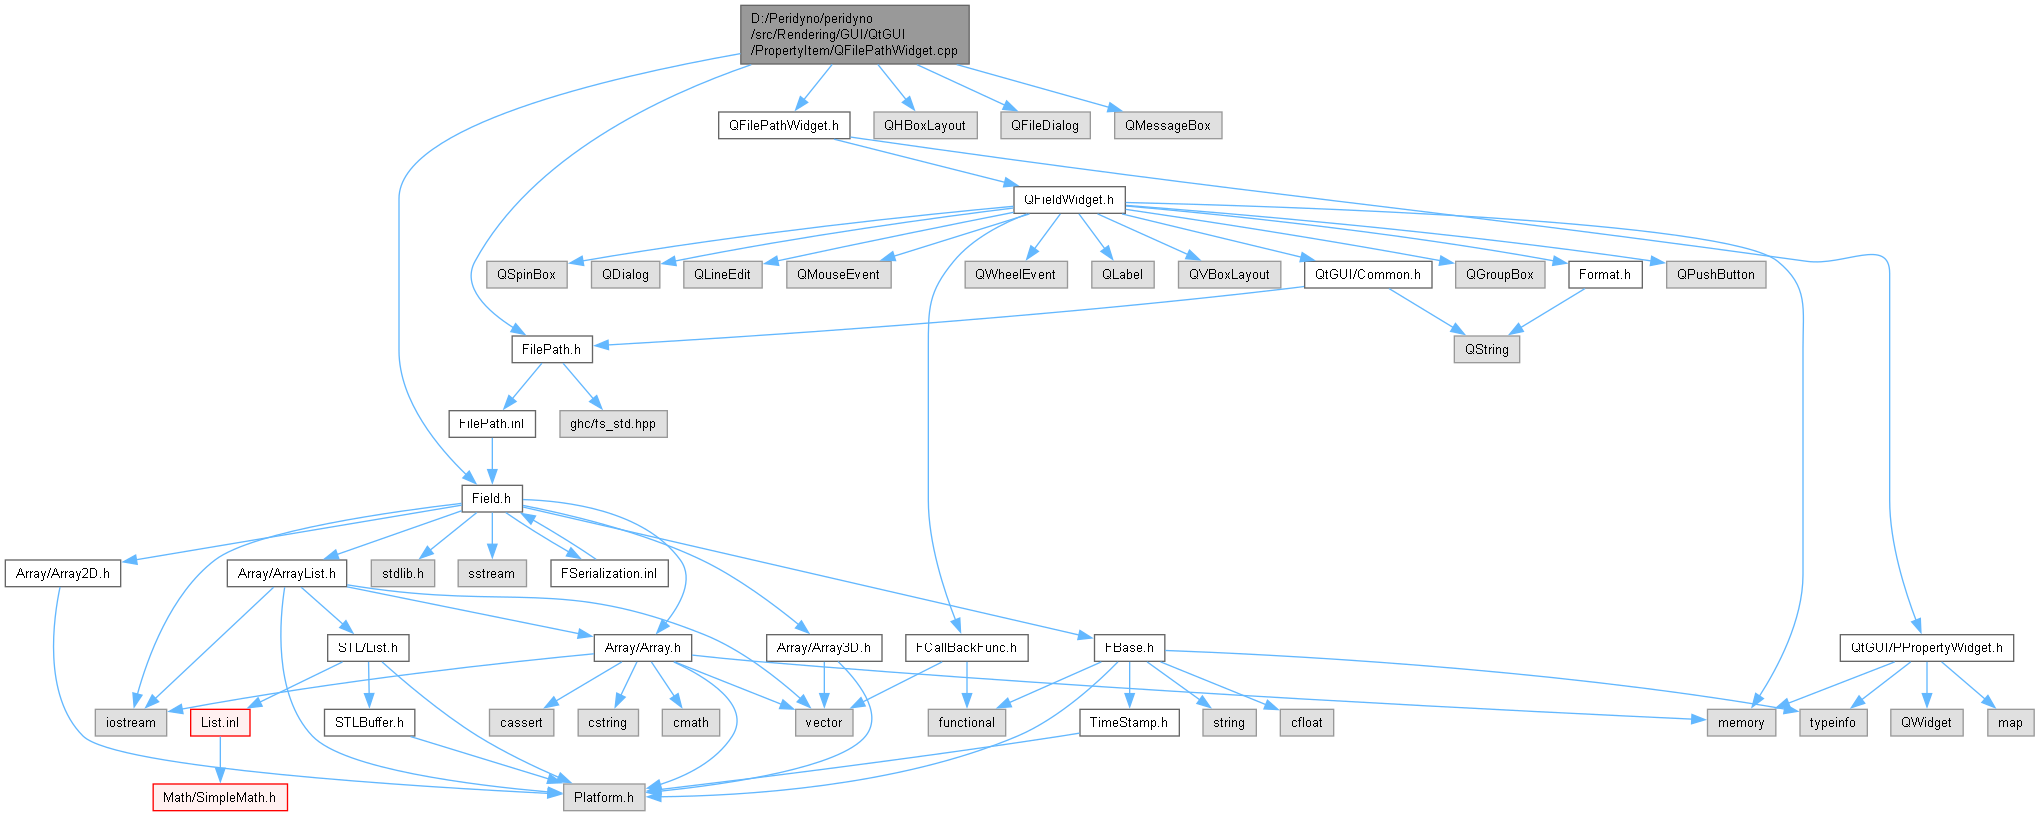 D:/Peridyno/peridyno
/src/Rendering/GUI/QtGUI
/PropertyItem/QFilePathWidget.cpp
QFilePathWidget.h
QHBoxLayout
QFileDialog
QMessageBox
QFieldWidget.h
QSpinBox
QDialog
QLineEdit
QMouseEvent
QWheelEvent
QLabel
QVBoxLayout
QtGUI/Common.h
QGroupBox
Format.h
QPushButton
FilePath.h
QString
FilePath.inl
ghc/fs_std.hpp
Field.h
Array/Array2D.h
Array/ArrayList.h
stdlib.h
sstream
FSerialization.inl
STL/List.h
Array/Array.h
Array/Array3D.h
FCallBackFunc.h
FBase.h
QtGUI/PPropertyWidget.h
iostream
List.inl
STLBuffer.h
cassert
cstring
cmath
vector
functional
TimeStamp.h
string
cfloat
memory
typeinfo
QWidget
map
Math/SimpleMath.h
Platform.h